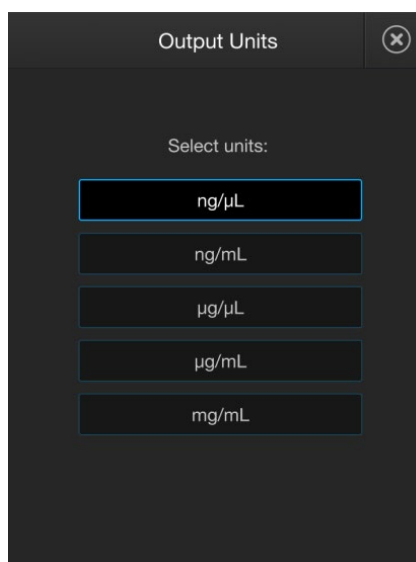 Output Units
Select units:
ng/µL
ng/mL
µg/µL
µg/mL
mg/mL